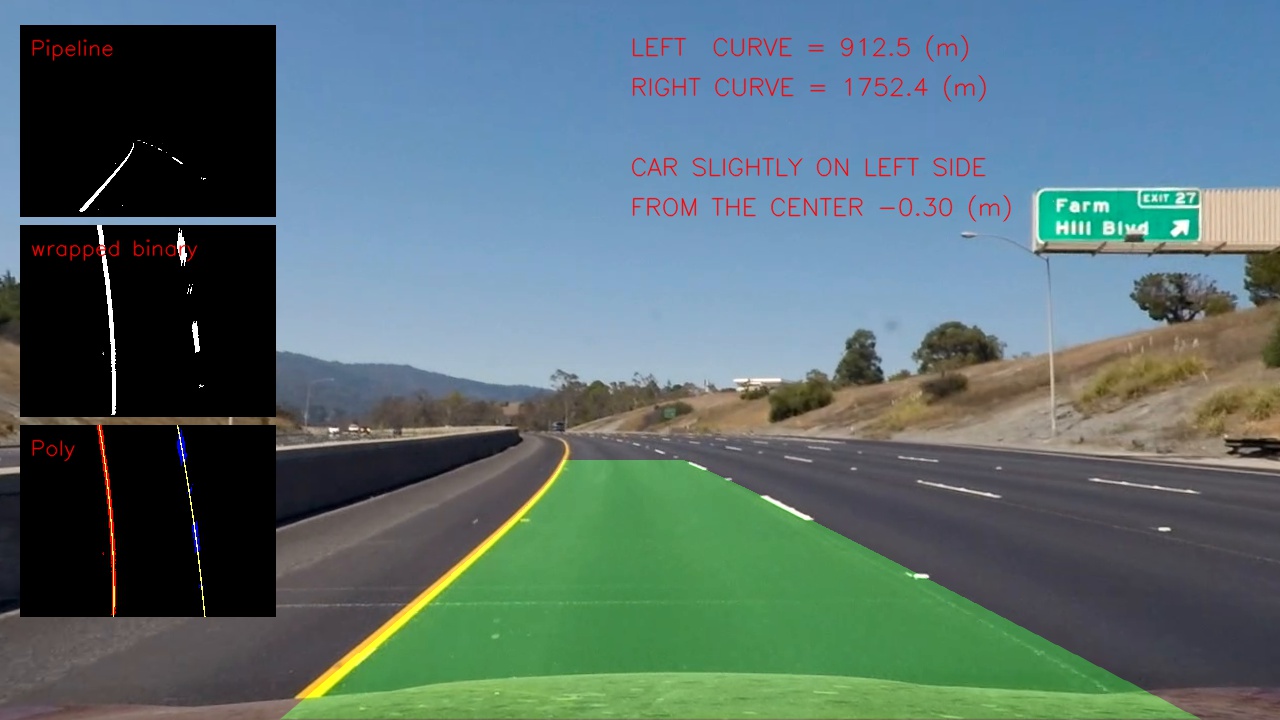 Pipeline
wrapped binary
Poly
LEFT CURVE = 912.5 (m)
RIGHT CURVE = 1752.4 (m)
CAR SLIGHTLY ON LEFT SIDE
FROM THE CENTER -0.30 (m)
EXIT 27
Farm
Hill Blvd